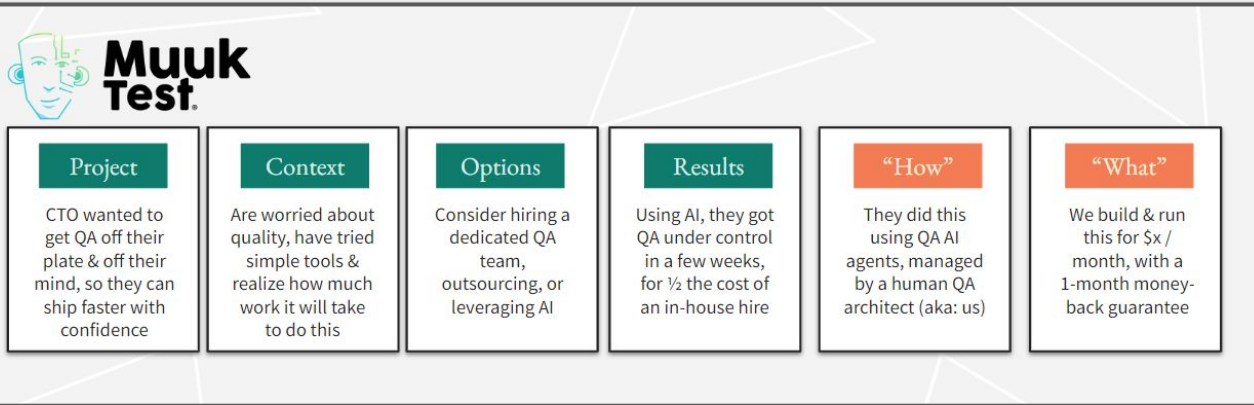 Muuk
Test®
Project
CTO wanted to
get QA off their
plate & off their
mind, so they can
ship faster with
confidence
Context
Are worried about
quality, have tried
simple tools &
realize how much
work it will take
to do this
Options
Consider hiring a
dedicated QA
team,
outsourcing, or
leveraging AI
Results
Using AI, they got
QA under control
in a few weeks,
for ½ the cost of
an in-house hire
“How”
They did this
using QA AI
agents, managed
by a human QA
architect (aka: us)
“What”
We build & run
this for $x /
month, with a
1-month money-
back guarantee